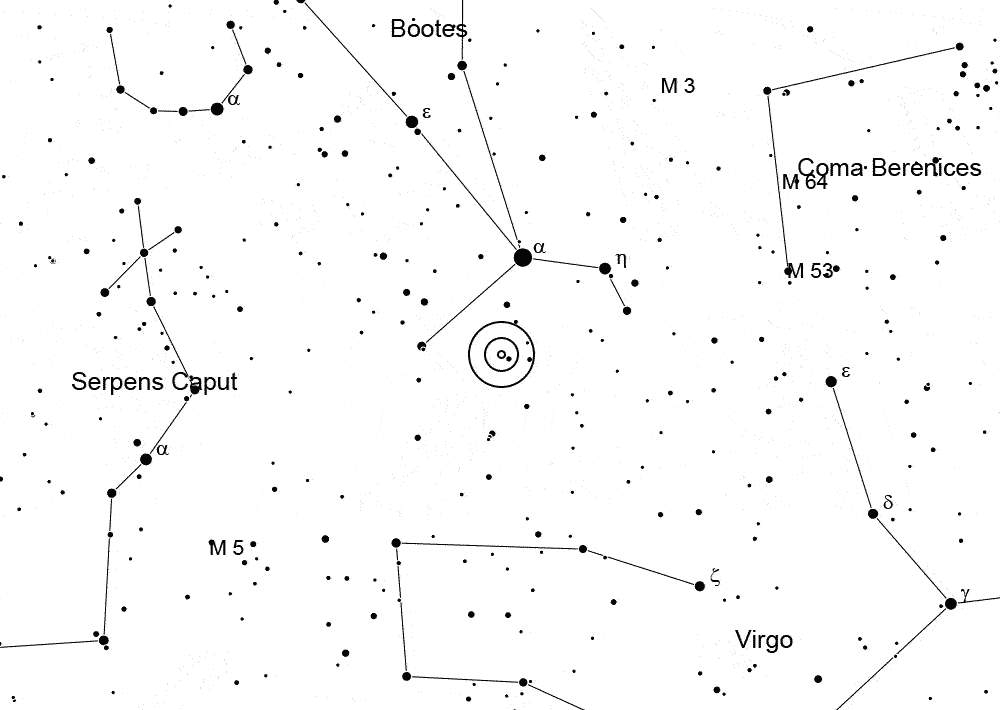 Bootes
ε
M 3
α
Coma Berenices
M 64
α
η
M 53
Serpens Caput
ε
α
δ
M 5
ζ
γ
Virgo